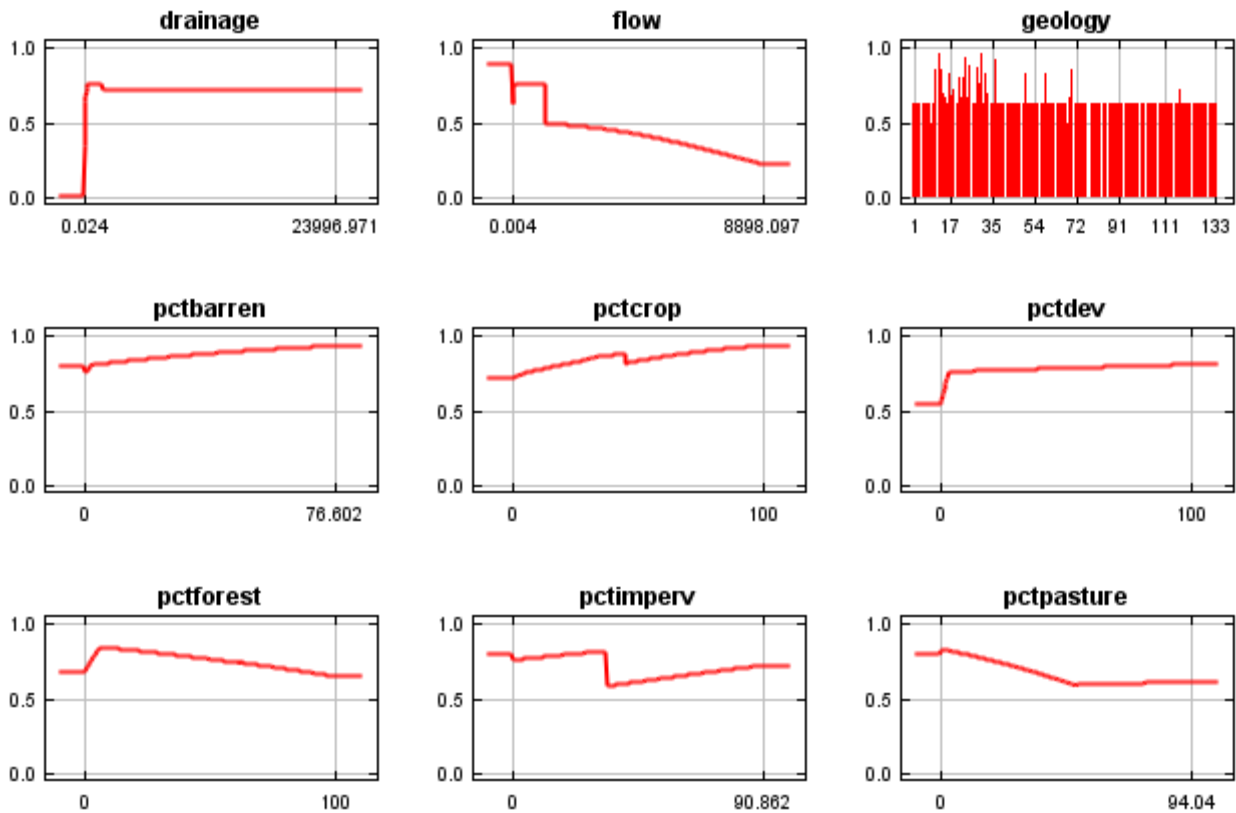 drainage flow geology
1.0 1.0 1.0
0.5 0.5 0.5
0.0 0.0 0.0
0.024 23996.971 0.004 8898.097 1 17 35 54 72 91 111 133
pctbarren pctcrop pctdev
1.0 1.0 1.0
0.5 0.5 0.5
0.0 0.0 0.0
0 76.602 0 100 0 100
pctforest pctimperv pctpasture
1.0 1.0 1.0
0.5 0.5 0.5
0.0 0.0 0.0
0 100 0 90.862 0 94.04